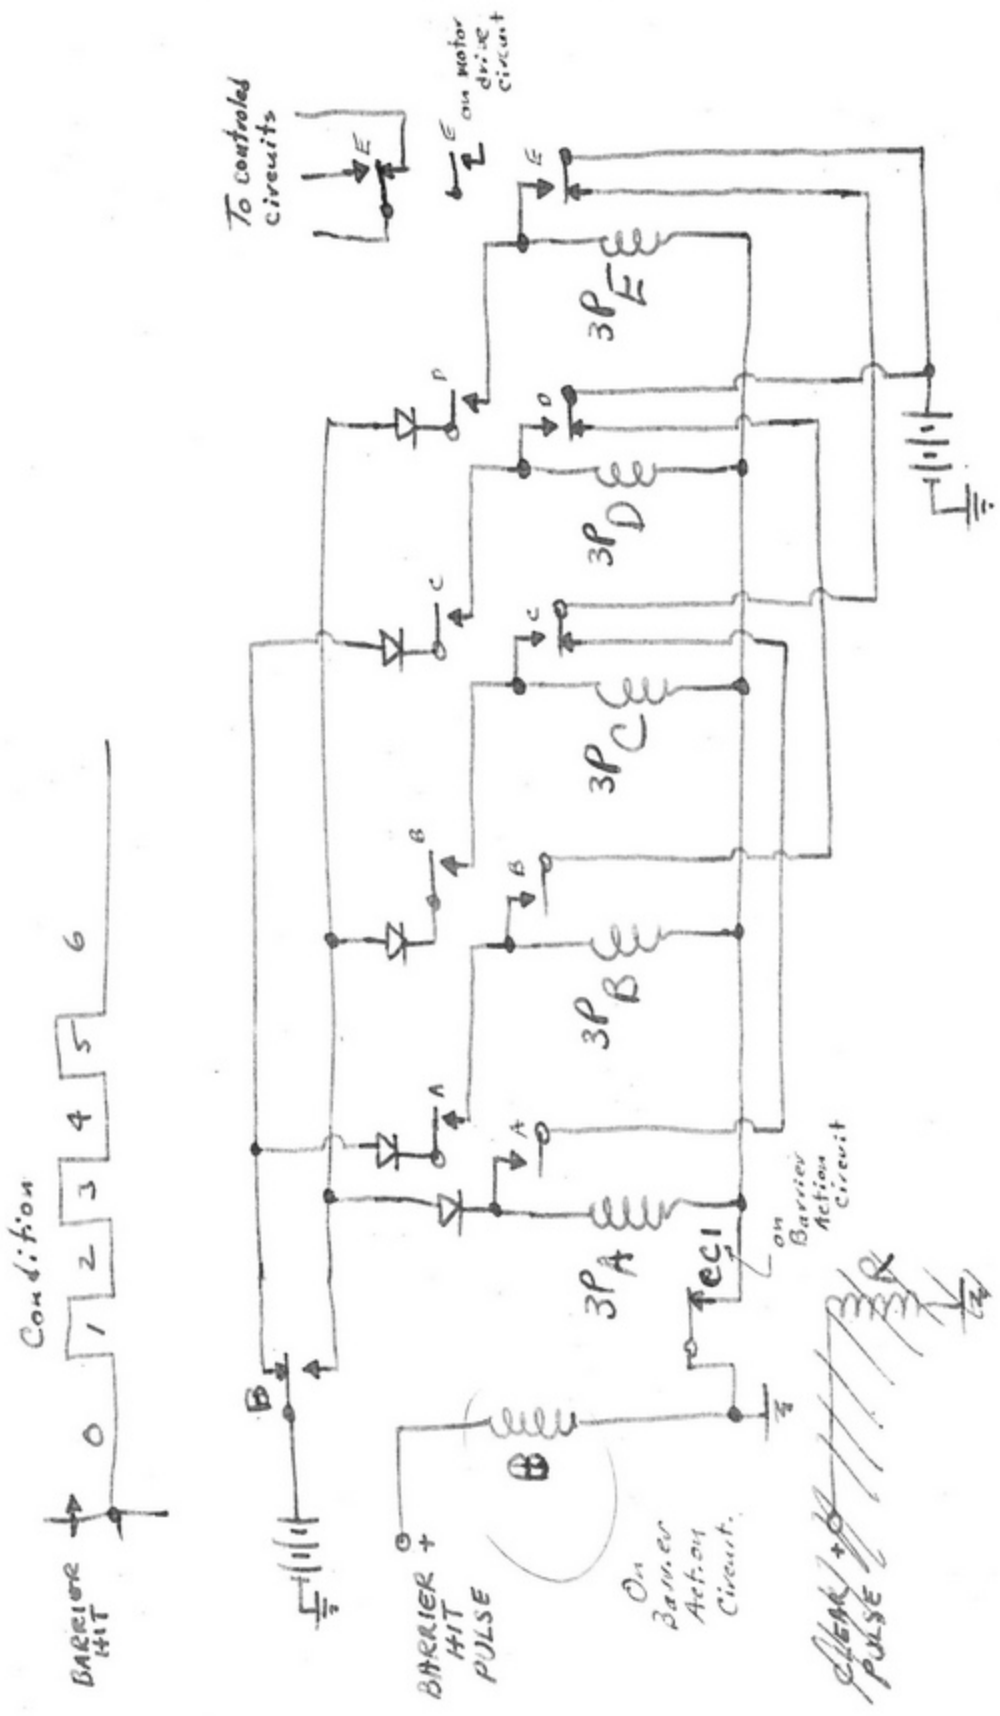 Condition
BARRIER
HIT
0 1 2 3 4 5 6
To controled
circuits
E
E
on motor
drive
circuit
B
A
B
C
D
A
B
C
D
E
3P
A
3P
B
3P
C
3P
D
3P
E
BARRIER +
HIT
PULSE
B
CC1
on
Barrier
Action
Circuit
On
Barrier
Action
Circuit.
CLEAR +
PULSE
R